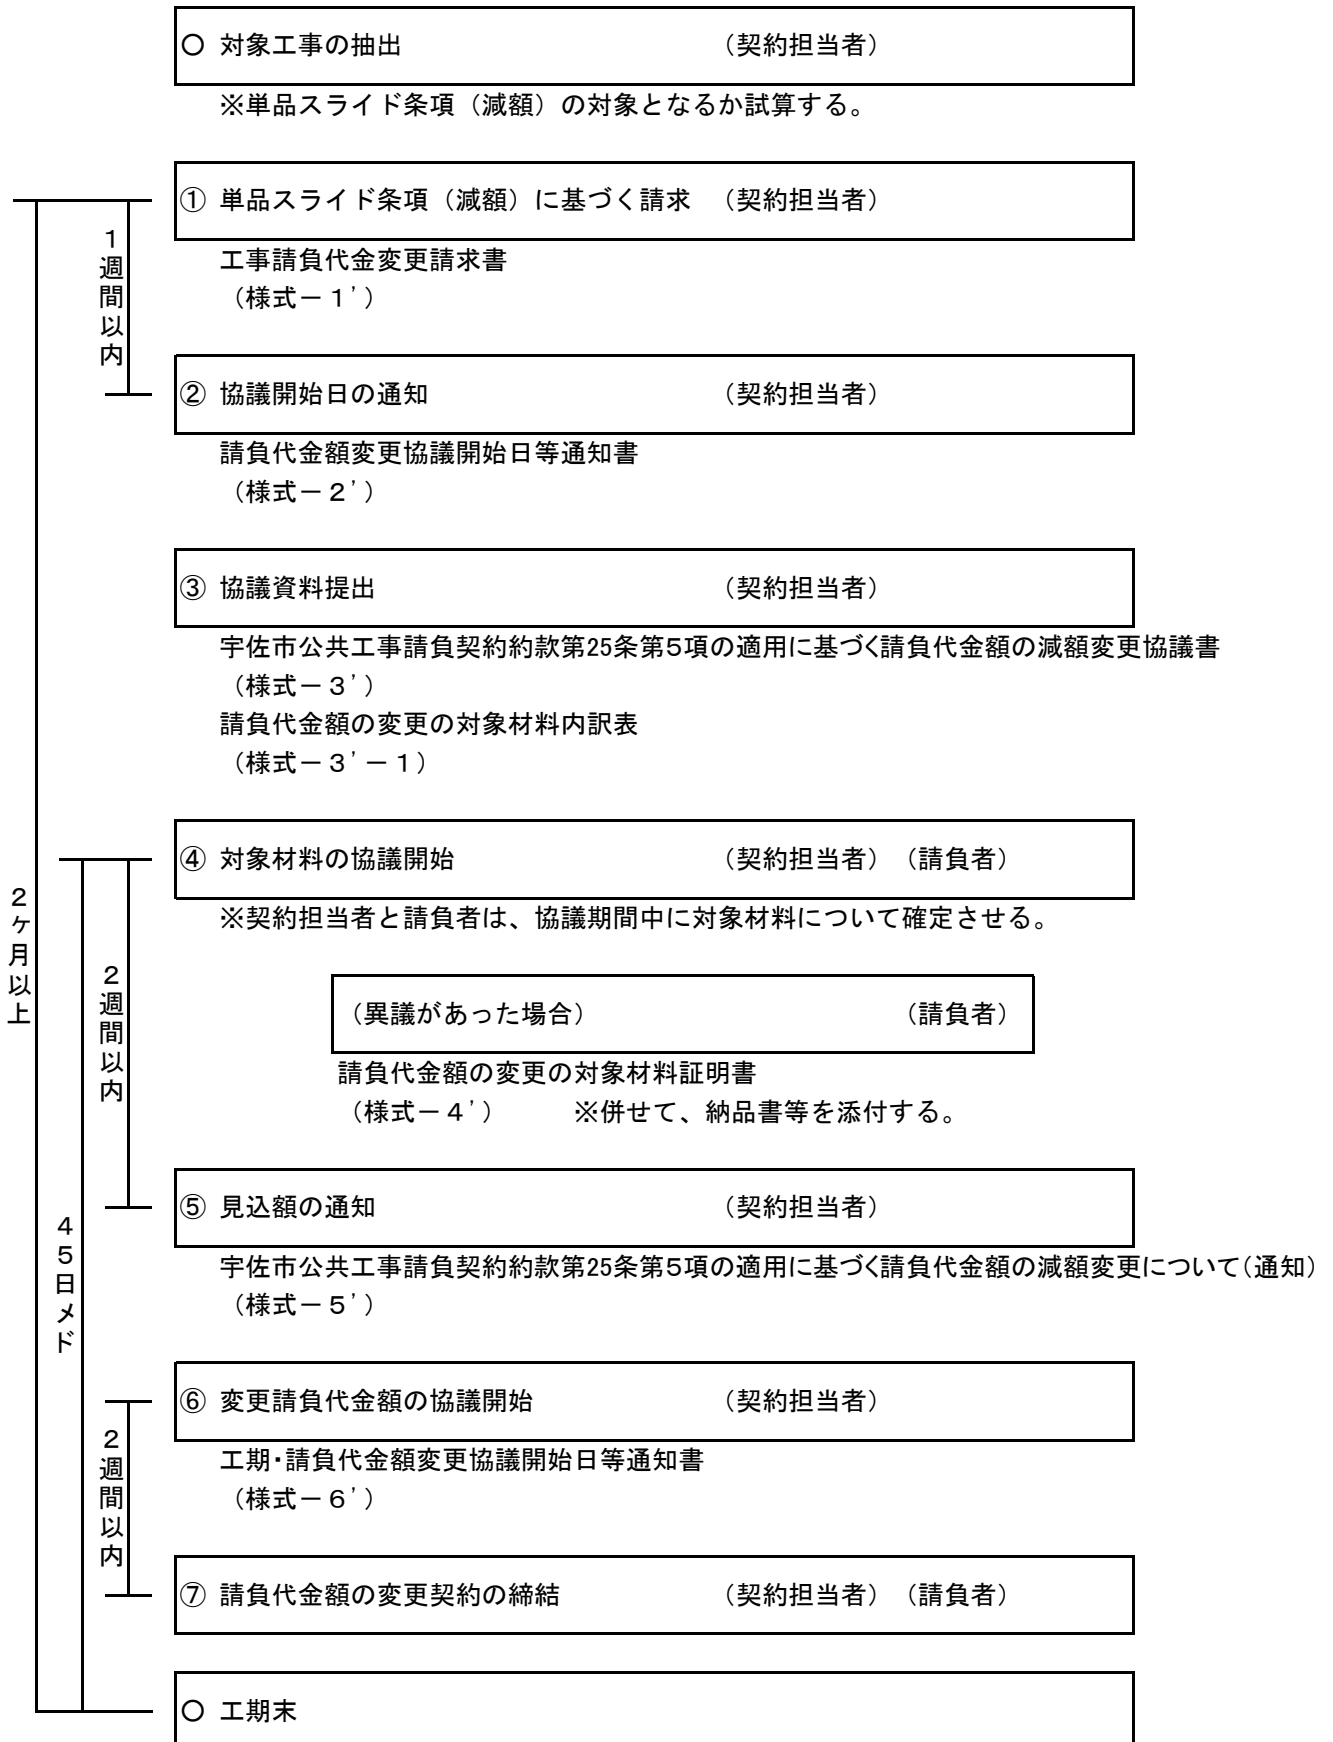 〇 対象工事の抽出 （契約担当者）
※単品スライド条項（減額）の対象となるか試算する。
① 単品スライド条項（減額）に基づく請求 （契約担当者）
工事請負代金変更請求書
（様式－１’）
１週間以内
② 協議開始日の通知 （契約担当者）
請負代金額変更協議開始日等通知書
（様式－２’）
③ 協議資料提出 （契約担当者）
宇佐市公共工事請負契約約款第25条第５項の適用に基づく請負代金額の減額変更協議書
（様式－３’）
請負代金額の変更の対象材料内訳表
（様式－３’－１）
④ 対象材料の協議開始 （契約担当者）（請負者）
※契約担当者と請負者は、協議期間中に対象材料について確定させる。
２ヶ月以上
２週間以内
（異議があった場合） （請負者）
請負代金額の変更の対象材料証明書
（様式－４’） ※併せて、納品書等を添付する。
⑤ 見込額の通知 （契約担当者）
４５日メド
宇佐市公共工事請負契約約款第25条第５項の適用に基づく請負代金額の減額変更について（通知）
（様式－５’）
⑥ 変更請負代金額の協議開始 （契約担当者）
２週間以内
工期・請負代金額変更協議開始日等通知書
（様式－６’）
⑦ 請負代金額の変更契約の締結 （契約担当者）（請負者）
〇 工期末